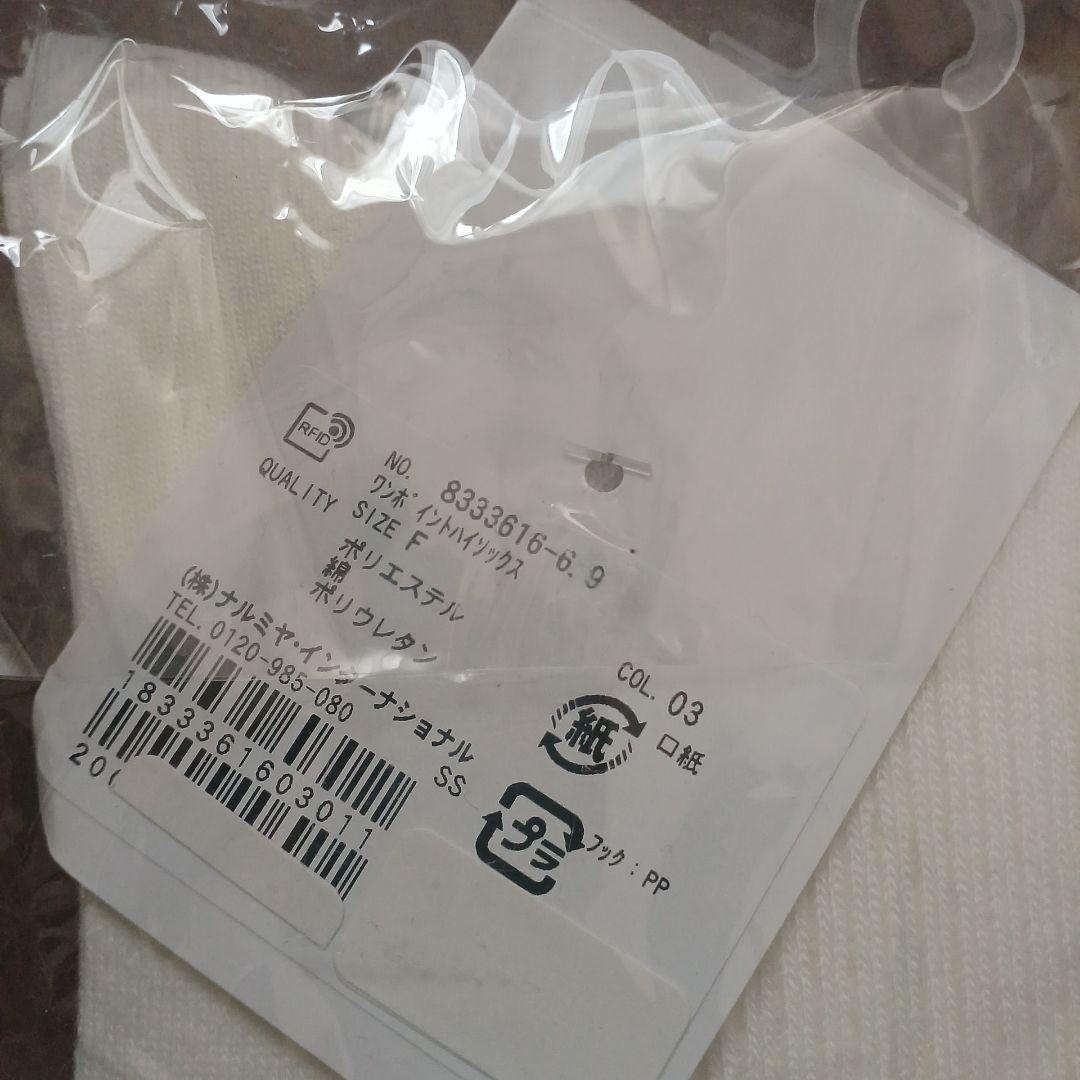 RFID
NO. 8333616-6.9
ワンポイントハイソックス
QUALITY SIZE F
ポリエステル
綿
ポリウレタン
(株)ナルミヤ・インターナショナル
TEL. 0120-985-080
SS
1833361603011
COL. 03
紙
口紙
プラ
フック:PP